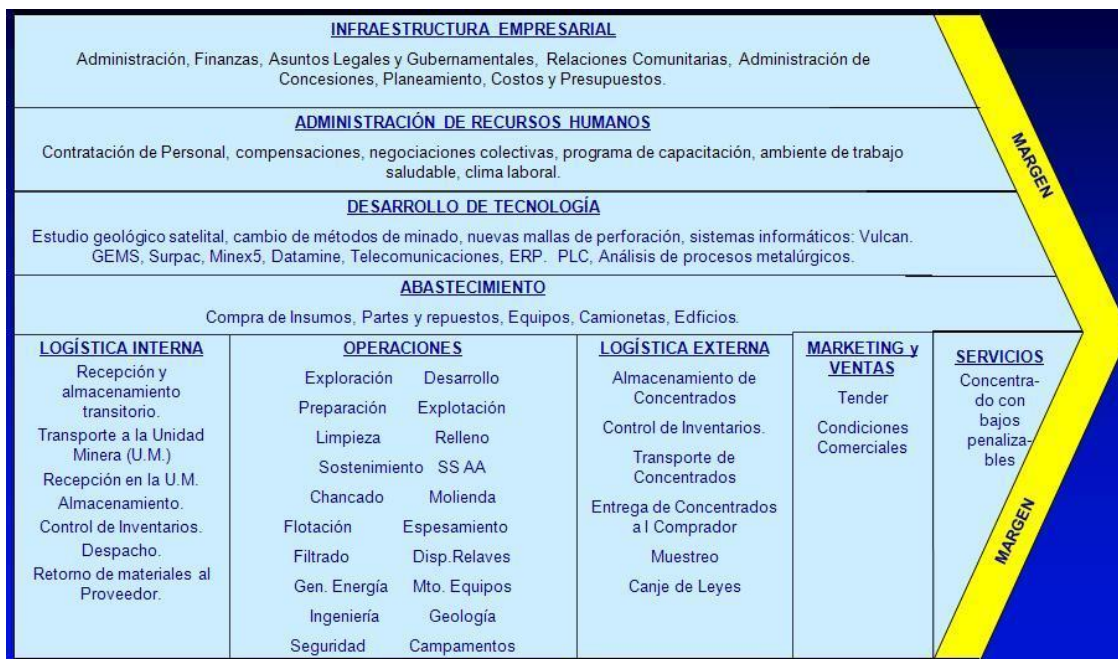 INFRAESTRUCTURA EMPRESARIAL
Administración, Finanzas, Asuntos Legales y Gubernamentales, Relaciones Comunitarias, Administración de
Concesiones, Planeamiento, Costos y Presupuestos.
ADMINISTRACIÓN DE RECURSOS HUMANOS
Contratación de Personal, compensaciones, negociaciones colectivas, programa de capacitación, ambiente de trabajo
saludable, clima laboral.
DESARROLLO DE TECNOLOGÍA
Estudio geológico satelital, cambio de métodos de minado, nuevas mallas de perforación, sistemas informáticos: Vulcan.
GEMS, Surpac, Minex5, Datamine, Telecomunicaciones, ERP. PLC, Análisis de procesos metalúrgicos.
ABASTECIMIENTO
Compra de Insumos, Partes y repuestos, Equipos, Camionetas, Edficios.
MARGEN
LOGÍSTICA INTERNA
Recepción y
almacenamiento
transitorio.
Transporte a la Unidad
Minera (U.M.)
Recepción en la U.M.
Almacenamiento.
Control de Inventarios.
Despacho.
Retorno de materiales al
Proveedor.
OPERACIONES
Exploración Desarrollo
Preparación Explotación
Limpieza Relleno
Sostenimiento SS AA
Chancado Molienda
Flotación Espesamiento
Filtrado Disp.Relaves
Gen. Energía Mto. Equipos
Ingeniería Geología
Seguridad Campamentos
LOGÍSTICA EXTERNA
Almacenamiento de
Concentrados
Control de Inventarios.
Transporte de
Concentrados
Entrega de Concentrados
a l Comprador
Muestreo
Canje de Leyes
MARKETING y
VENTAS
Tender
Condiciones
Comerciales
SERVICIOS
Concentra-
do con
bajos
penaliza-
bles
MARGEN